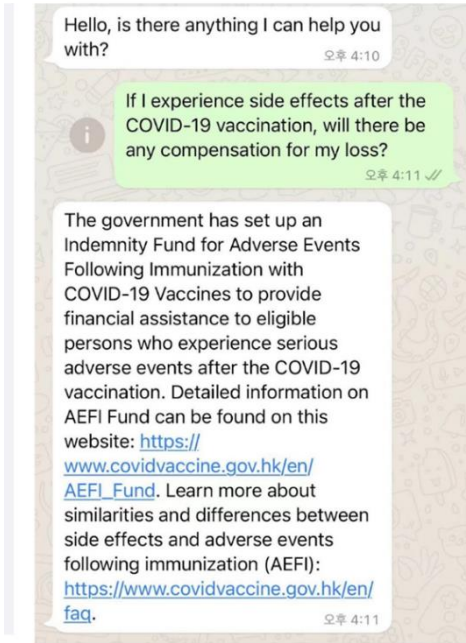 Hello, is there anything I can help you
with?
오후 4:10
If I experience side effects after the
COVID-19 vaccination, will there be
any compensation for my loss?
오후 4:11
The government has set up an
Indemnity Fund for Adverse Events
Following Immunization with
COVID-19 Vaccines to provide
financial assistance to eligible
persons who experience serious
adverse events after the COVID-19
vaccination. Detailed information on
AEFI Fund can be found on this
website: https://
www.covidvaccine.gov.hk/en/
AEFI_Fund. Learn more about
similarities and differences between
side effects and adverse events
following immunization (AEFI):
https://www.covidvaccine.gov.hk/en/
faq.
오후 4:11